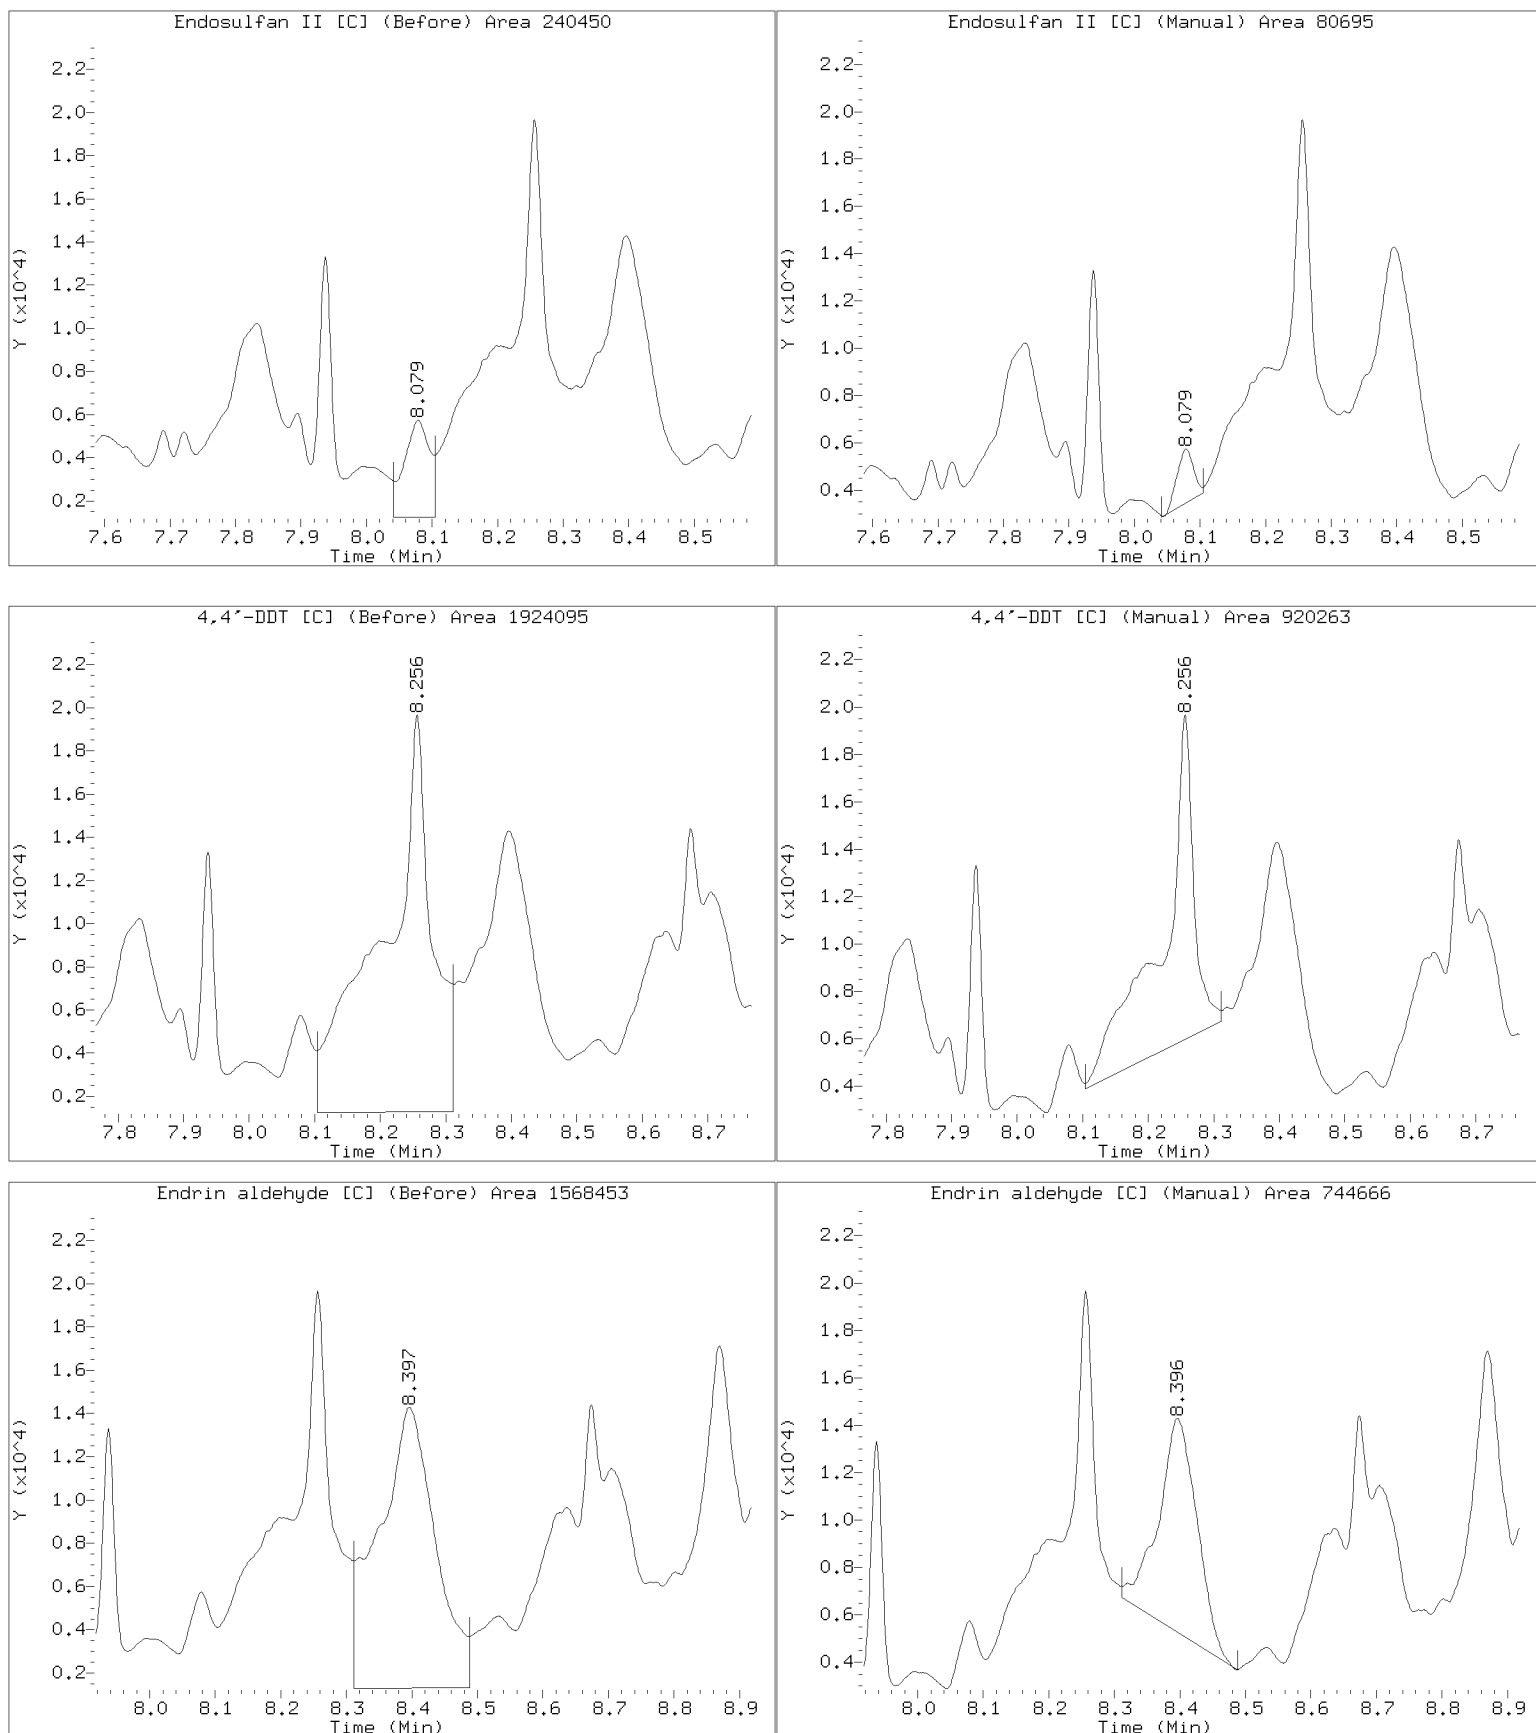 Endosulfan II [C] (Before) Area 240450
Y (x10^4)
2.2
2.0
1.8
1.6
1.4
1.2
1.0
0.8
0.6
0.4
0.2
8.079
7.6 7.7 7.8 7.9 8.0 8.1 8.2 8.3 8.4 8.5
Time (Min)
Endosulfan II [C] (Manual) Area 80695
Y (x10^4)
2.2
2.0
1.8
1.6
1.4
1.2
1.0
0.8
0.6
0.4
8.079
7.6 7.7 7.8 7.9 8.0 8.1 8.2 8.3 8.4 8.5
Time (Min)
4,4'-DDT [C] (Before) Area 1924095
Y (x10^4)
2.2
2.0
1.8
1.6
1.4
1.2
1.0
0.8
0.6
0.4
0.2
8.256
7.8 7.9 8.0 8.1 8.2 8.3 8.4 8.5 8.6 8.7
Time (Min)
4,4'-DDT [C] (Manual) Area 920263
Y (x10^4)
2.2
2.0
1.8
1.6
1.4
1.2
1.0
0.8
0.6
0.4
8.256
7.8 7.9 8.0 8.1 8.2 8.3 8.4 8.5 8.6 8.7
Time (Min)
Endrin aldehyde [C] (Before) Area 1568453
Y (x10^4)
2.2
2.0
1.8
1.6
1.4
1.2
1.0
0.8
0.6
0.4
0.2
8.397
8.0 8.1 8.2 8.3 8.4 8.5 8.6 8.7 8.8 8.9
Time (Min)
Endrin aldehyde [C] (Manual) Area 744666
Y (x10^4)
2.2
2.0
1.8
1.6
1.4
1.2
1.0
0.8
0.6
0.4
8.396
8.0 8.1 8.2 8.3 8.4 8.5 8.6 8.7 8.8 8.9
Time (Min)